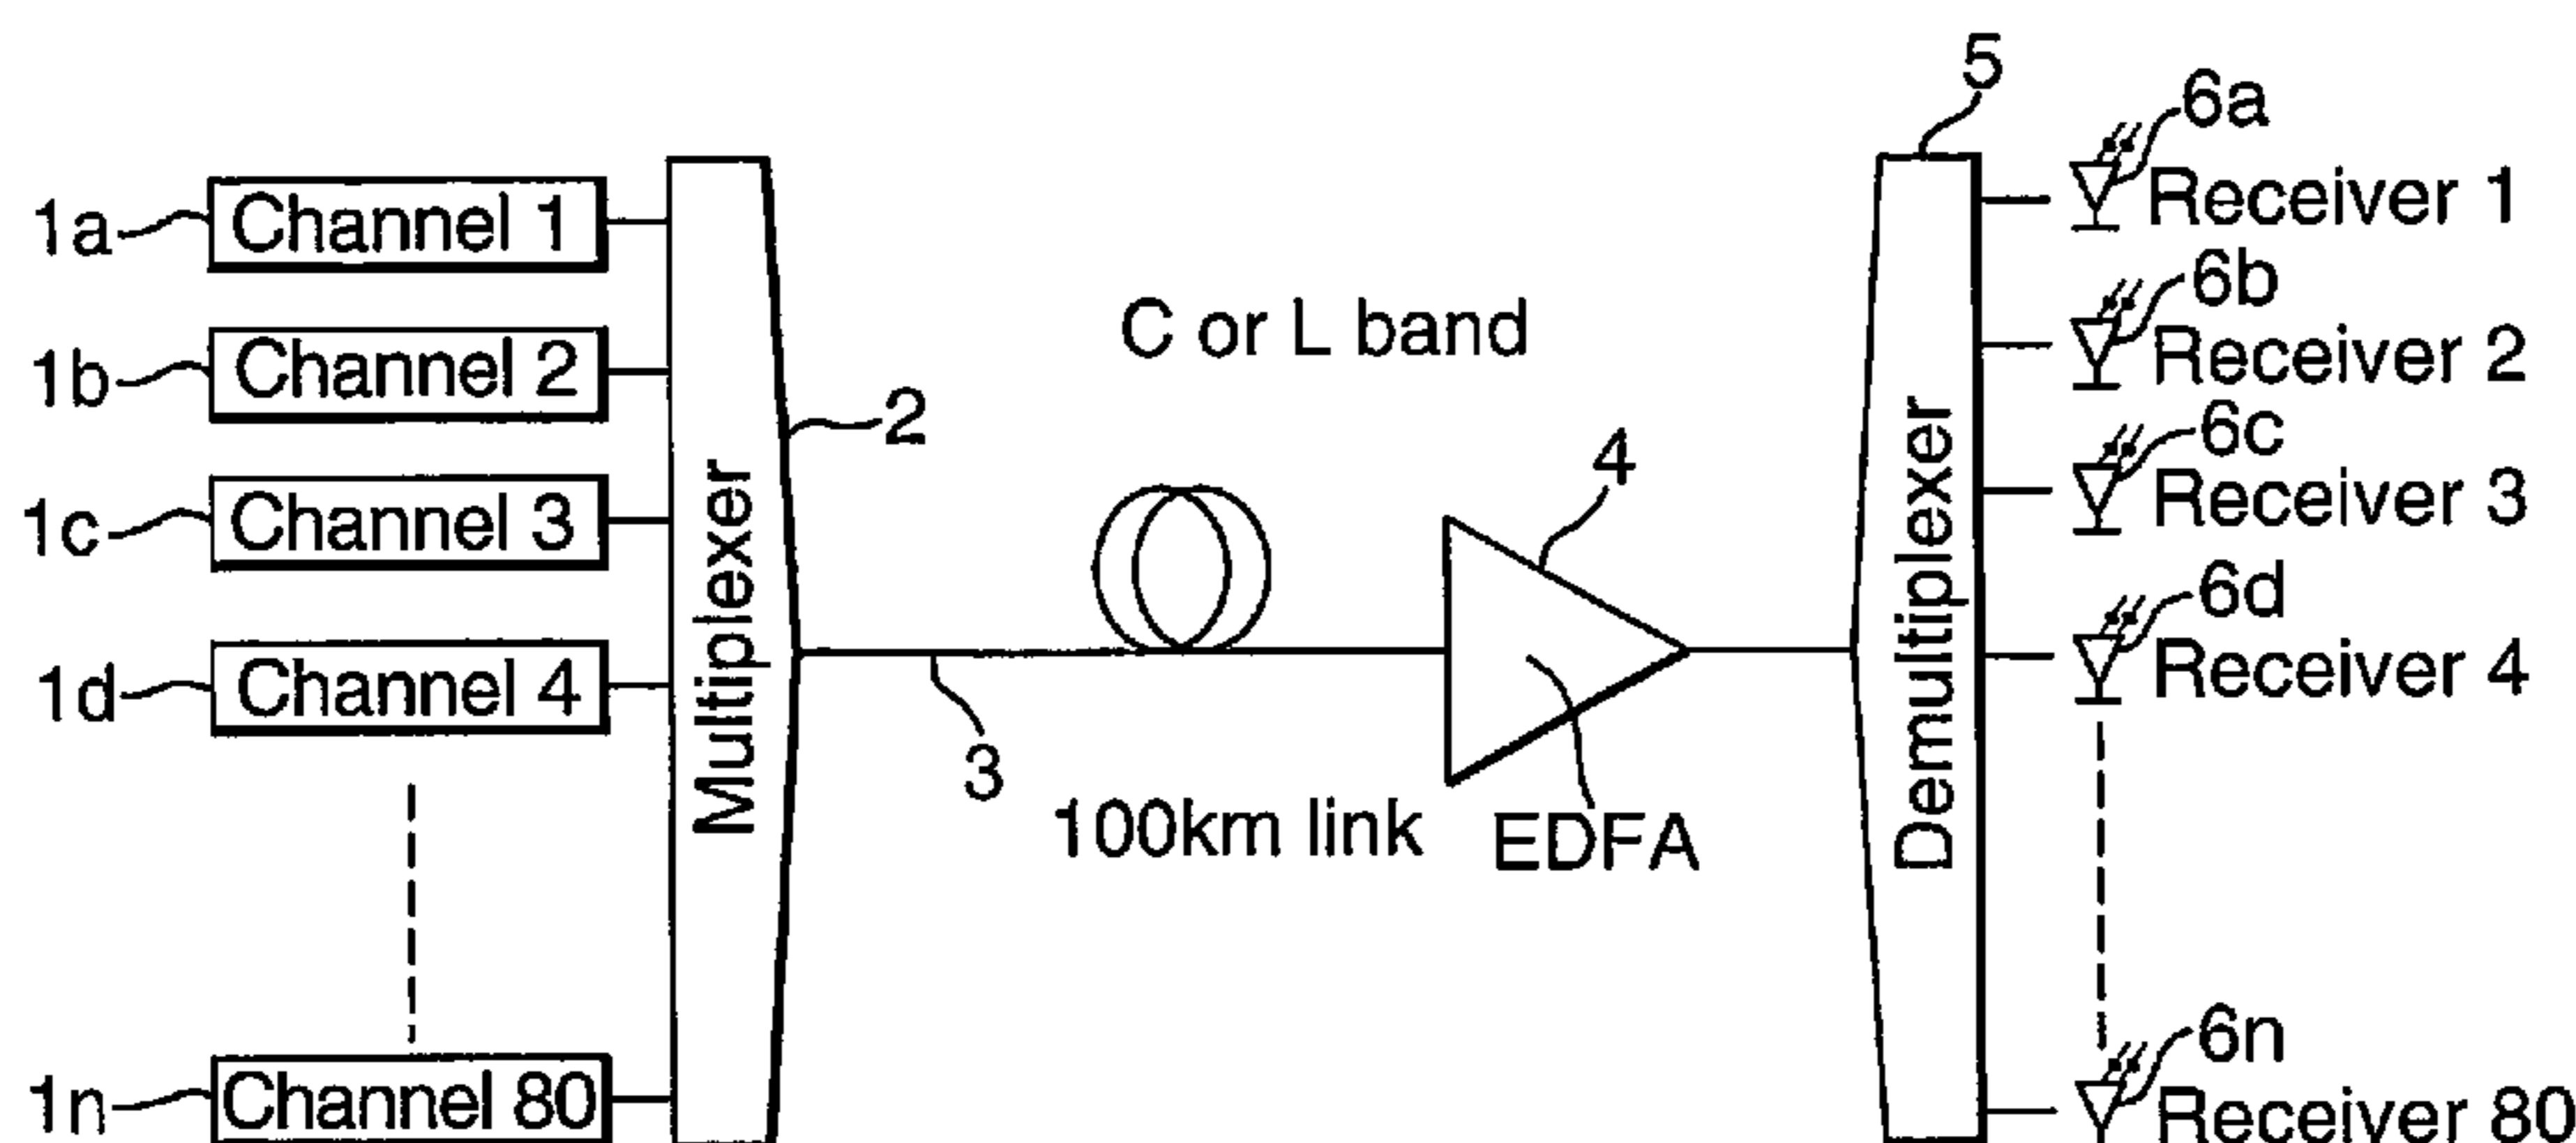 5
6a
1a
Channel 1
Receiver 1
6b
C or L band
1b
Channel 2
2
Receiver 2
6c
4
1c
Channel 3
Multiplexer
Demultiplexer
Receiver 3
6d
1d
Channel 4
3
Receiver 4
100km link
EDFA
6n
1n
Channel 80
Receiver 80